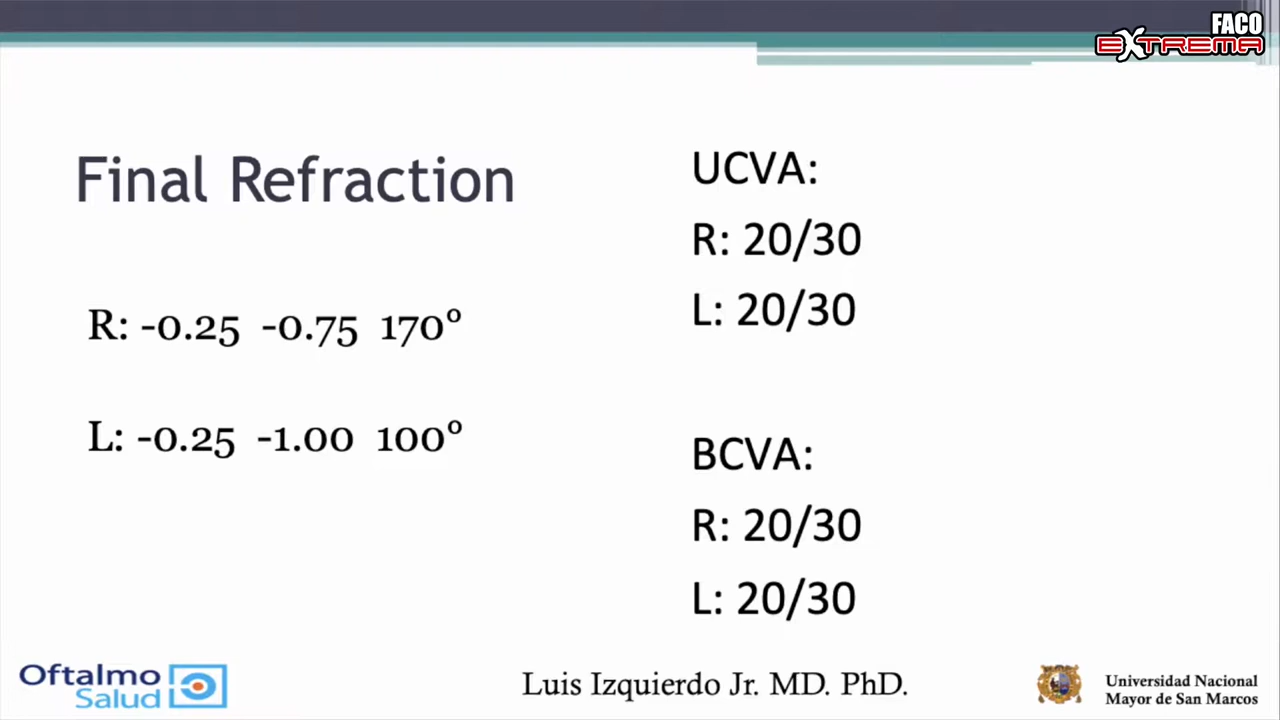 FACO
EXTREMA
Final Refraction
R: -0.25 -0.75 170°
L: -0.25 -1.00 100°
UCVA:
R: 20/30
L: 20/30
BCVA:
R: 20/30
L: 20/30
Oftalmo
Salud
Luis Izquierdo Jr. MD. PhD.
Universidad Nacional
Mayor de San Marcos